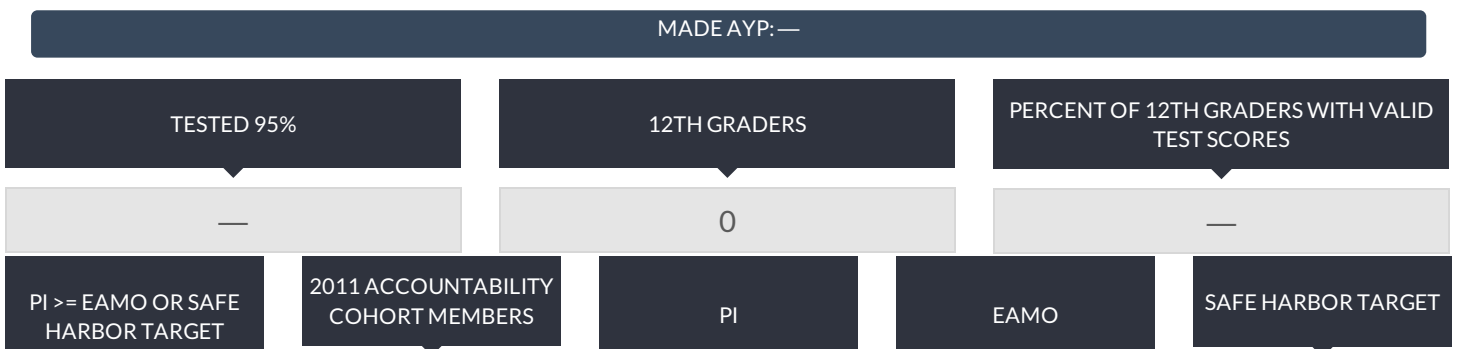 MADE AYP: —
TESTED 95%
12TH GRADERS
PERCENT OF 12TH GRADERS WITH VALID
TEST SCORES
—
0
—
PI >= EAMO OR SAFE
HARBOR TARGET
2011 ACCOUNTABILITY
COHORT MEMBERS
PI
EAMO
SAFE HARBOR TARGET